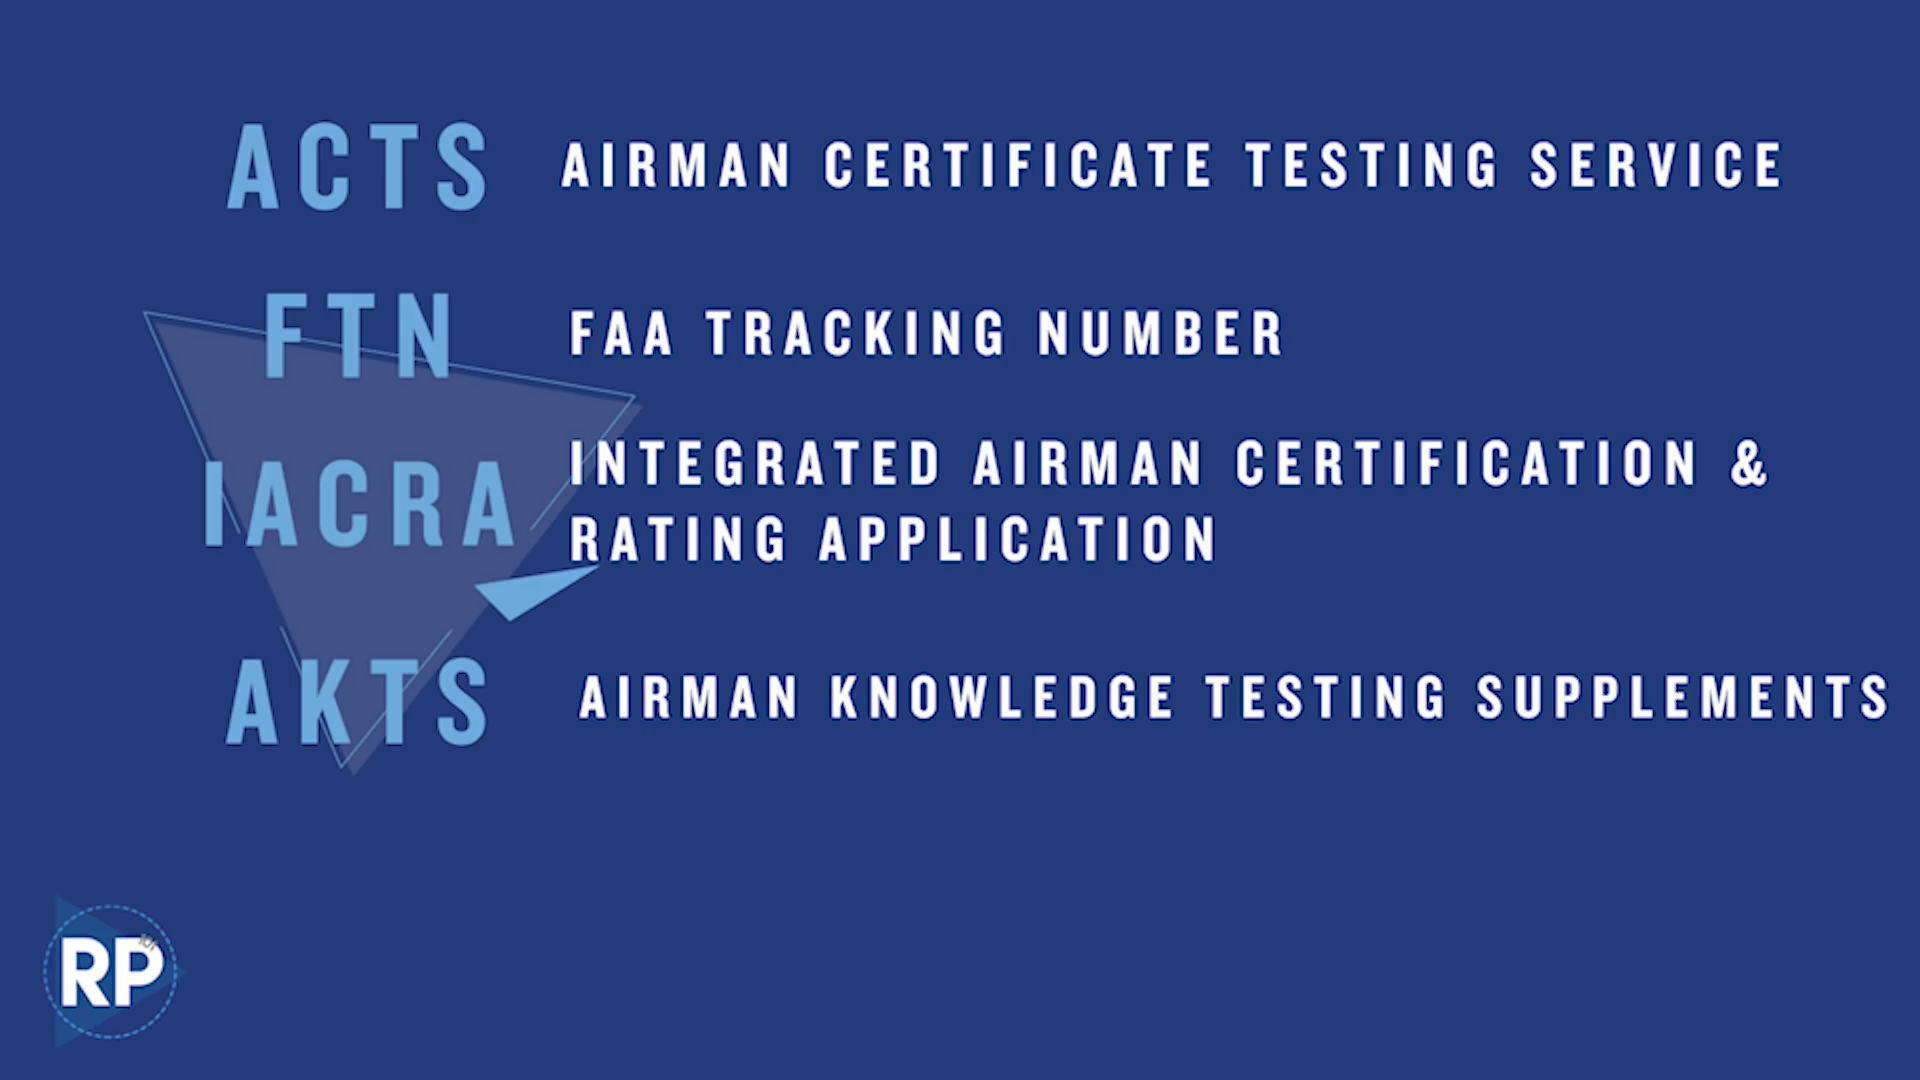 ACTS AIRMAN CERTIFICATE TESTING SERVICE
FTN FAA TRACKING NUMBER
IACRA INTEGRATED AIRMAN CERTIFICATION &
RATING APPLICATION
AKTS AIRMAN KNOWLEDGE TESTING SUPPLEMENTS
RP 101